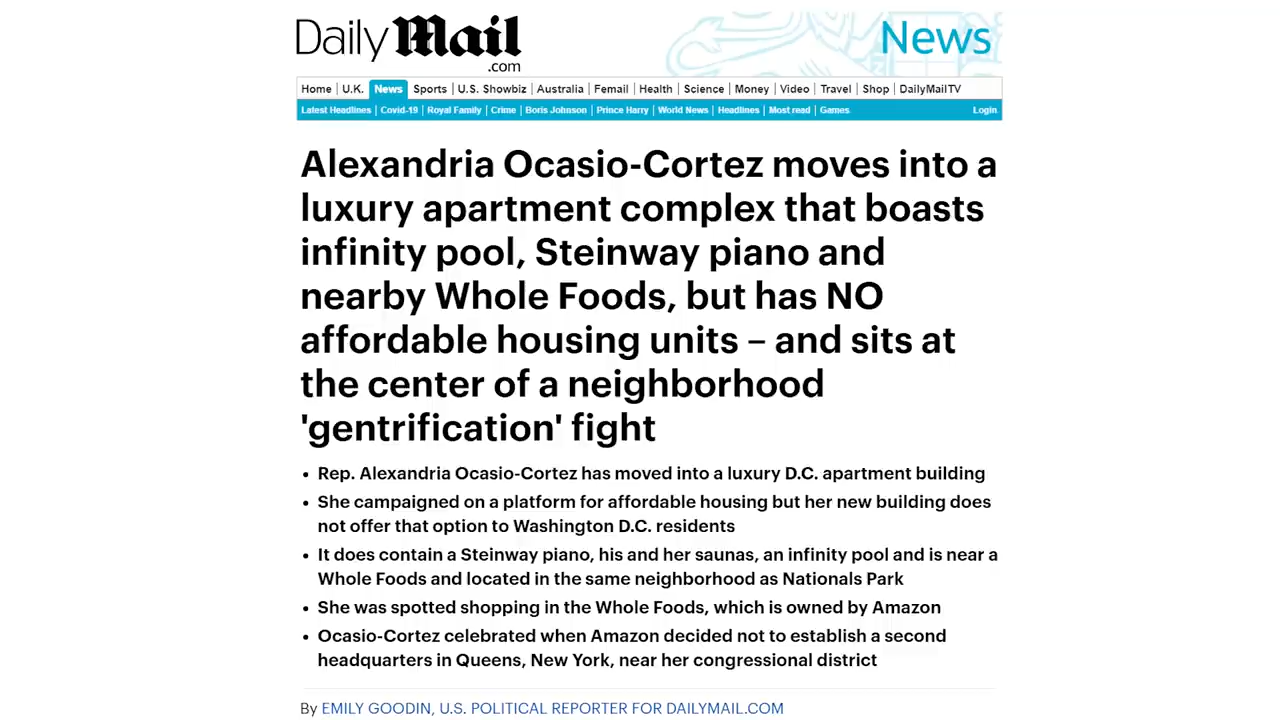 Daily Mail
.com
News
Home U.K. News Sports U.S. Showbiz Australia Femail Health Science Money Video Travel Shop DailyMailTV
Latest Headlines Covid-19 Royal Family Crime Boris Johnson Prince Harry World News Headlines Most read Games Login
Alexandria Ocasio-Cortez moves into a
luxury apartment complex that boasts
infinity pool, Steinway piano and
nearby Whole Foods, but has NO
affordable housing units – and sits at
the center of a neighborhood
'gentrification' fight
• Rep. Alexandria Ocasio-Cortez has moved into a luxury D.C. apartment building
• She campaigned on a platform for affordable housing but her new building does
not offer that option to Washington D.C. residents
• It does contain a Steinway piano, his and her saunas, an infinity pool and is near a
Whole Foods and located in the same neighborhood as Nationals Park
• She was spotted shopping in the Whole Foods, which is owned by Amazon
• Ocasio-Cortez celebrated when Amazon decided not to establish a second
headquarters in Queens, New York, near her congressional district
By EMILY GOODIN, U.S. POLITICAL REPORTER FOR DAILYMAIL.COM